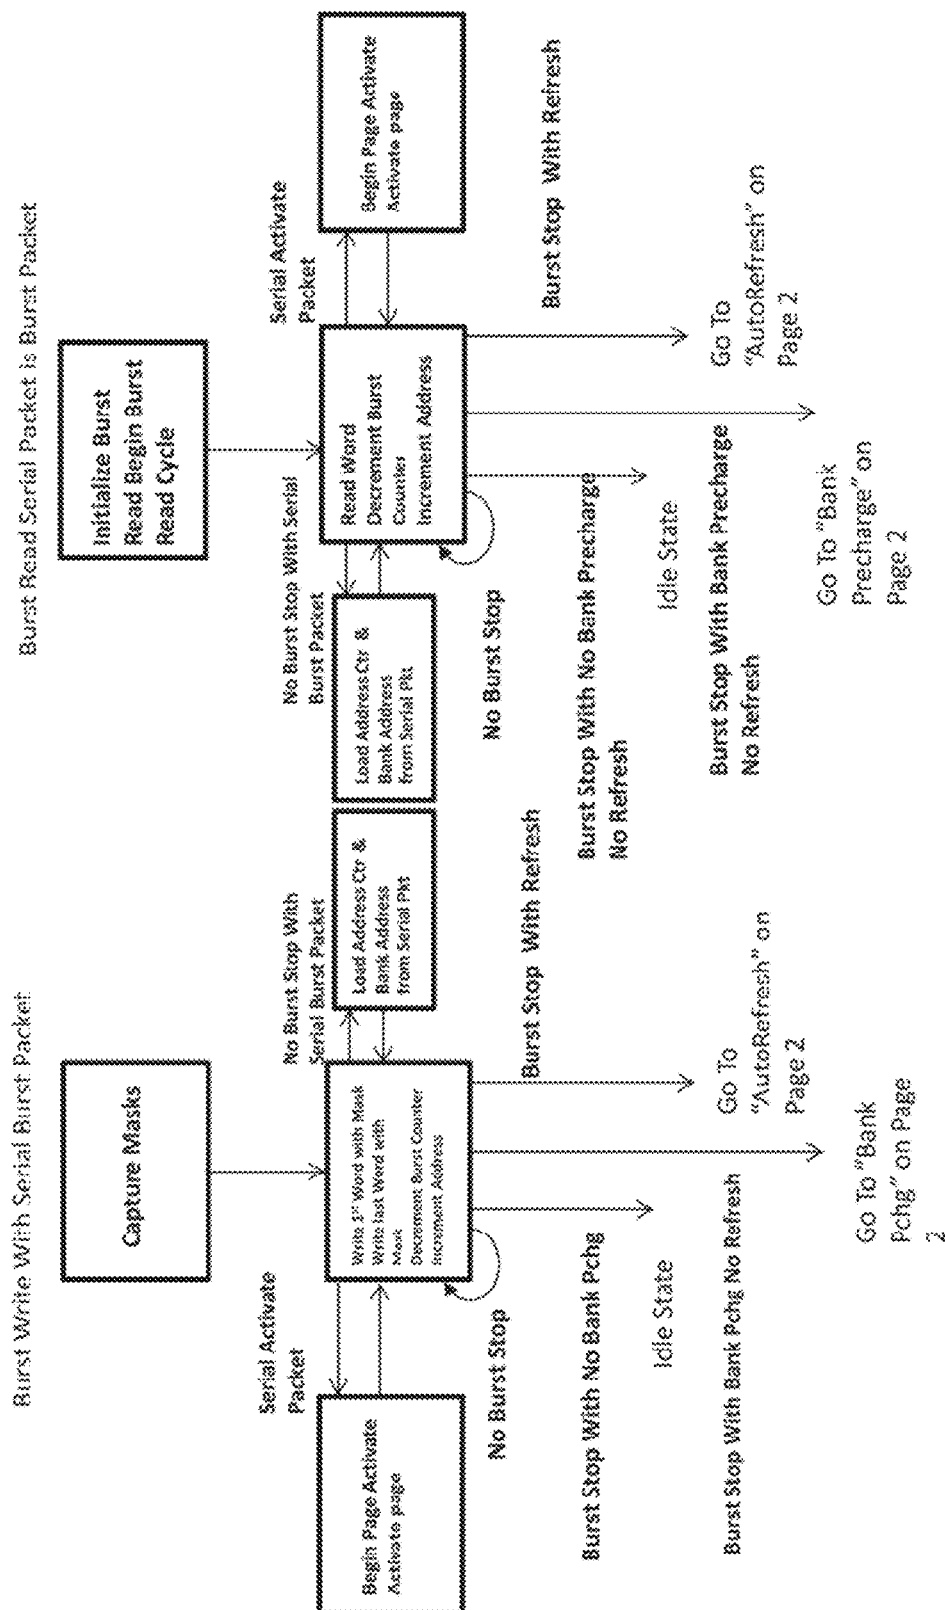 Burst Write With Serial Burst Packet
Capture Masks
Serial Activate
Packet
Begin Page Activate
Activate page
Write 1st Word with Mask
Write last Word with
Mask
Decrement Burst Counter
Increment Address
No Burst Stop With
Serial Burst Packet
Load Address Ctr &
Bank Address
from Serial Pkt
No Burst Stop
Burst Stop With Refresh
Burst Stop With No Bank Pchg
Idle State
Go To
"AutoRefresh" on
Page 2
Burst Stop With Bank Pchg No Refresh
Go To "Bank
Pchg" on Page
2
Burst Read Serial Packet is Burst Packet
Initialize Burst
Read Begin Burst
Read Cycle
No Burst Stop With Serial
Burst Packet
Load Address Ctr &
Bank Address
from Serial Pkt
Read Word
Decrement Burst
Counter
Increment Address
Serial Activate
Packet
Begin Page Activate
Activate page
No Burst Stop
Burst Stop With Refresh
Burst Stop With No Bank Precharge
No Refresh
Idle State
Go To
"AutoRefresh" on
Page 2
Burst Stop With Bank Precharge
No Refresh
Go To "Bank
Precharge" on
Page 2